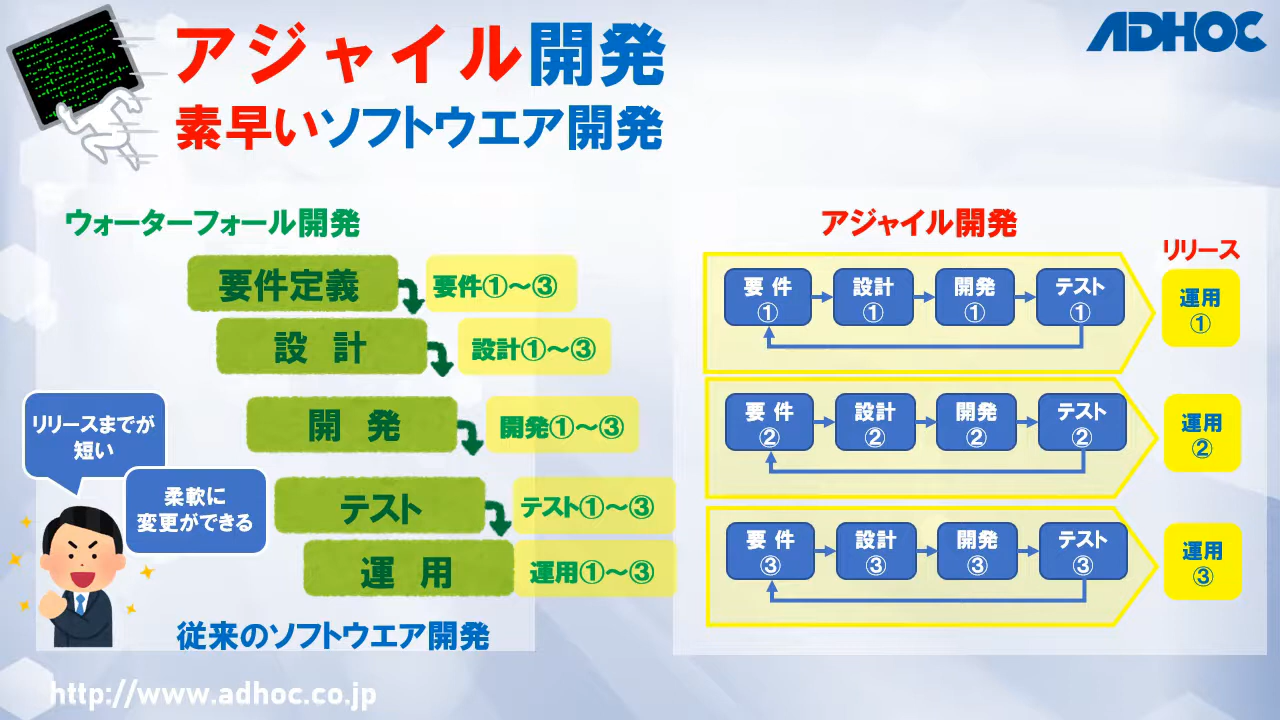 アジャイル開発
ADHOC
素早いソフトウエア開発
ウォーターフォール開発
要件定義
要件①～③
設 計
設計①～③
開 発
開発①～③
テスト
テスト①～③
運 用
運用①～③
リリースまでが
短い
柔軟に
変更ができる
従来のソフトウエア開発
アジャイル開発
リリース
要 件
①
設計
①
開発
①
テスト
①
運用
①
要 件
②
設計
②
開発
②
テスト
②
運用
②
要 件
③
設計
③
開発
③
テスト
③
運用
③
http://www.adhoc.co.jp